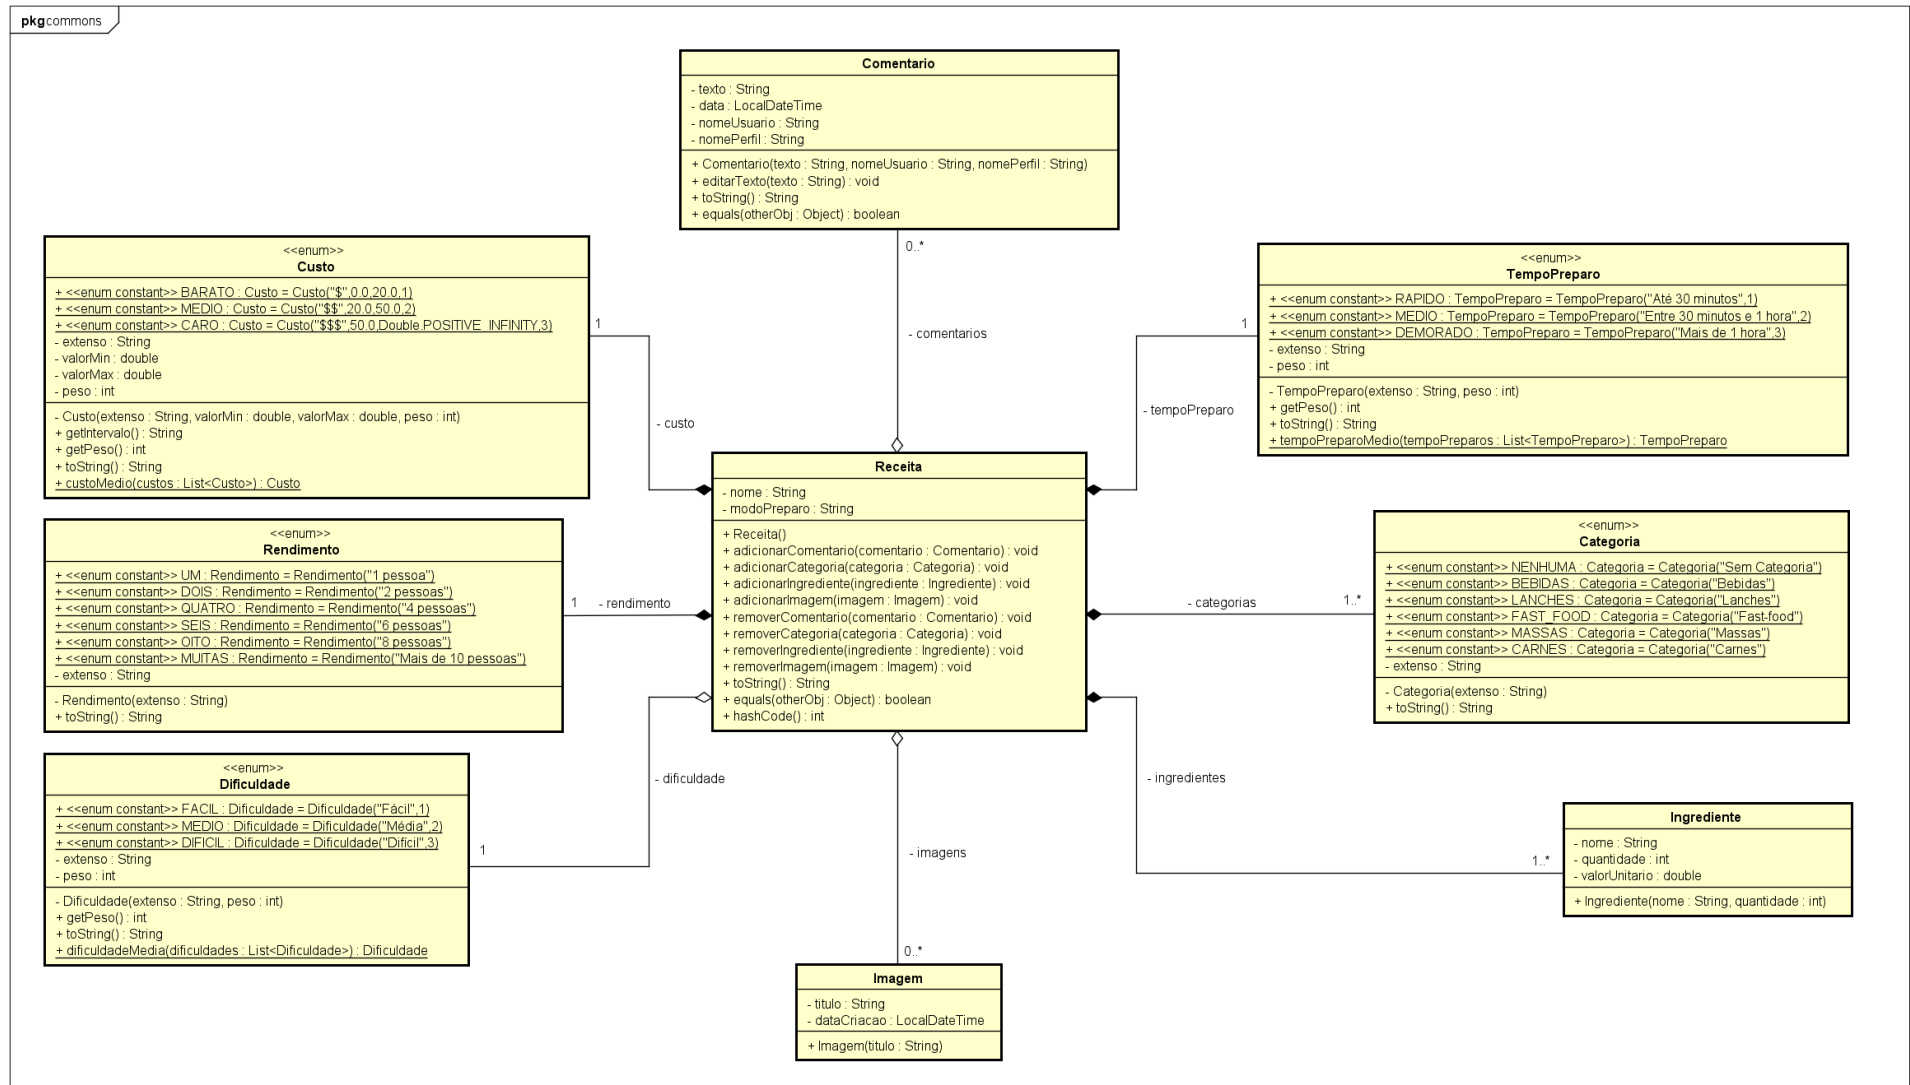 pkg commons
Comentario
- texto : String
- data : LocalDateTime
- nomeUsuario : String
- nomePerfil : String
+ Comentario(texto : String, nomeUsuario : String, nomePerfil : String)
+ editarTexto(texto : String) : void
+ toString() : String
+ equals(otherObj : Object) : boolean
0..*
- comentarios
<<enum>>
Custo
+ <<enum constant>> BARATO : Custo = Custo("$",0.0,20.0,1)
+ <<enum constant>> MEDIO : Custo = Custo("$$",20.0,50.0,2)
+ <<enum constant>> CARO : Custo = Custo("$$$",50.0,Double.POSITIVE_INFINITY,3)
- extenso : String
- valorMin : double
- valorMax : double
- peso : int
- Custo(extenso : String, valorMin : double, valorMax : double, peso : int)
+ getIntervalo() : String
+ getPeso() : int
+ toString() : String
+ custoMedio(custos : List<Custo>) : Custo
1
- custo
<<enum>>
TempoPreparo
+ <<enum constant>> RAPIDO : TempoPreparo = TempoPreparo("Até 30 minutos",1)
+ <<enum constant>> MEDIO : TempoPreparo = TempoPreparo("Entre 30 minutos e 1 hora",2)
+ <<enum constant>> DEMORADO : TempoPreparo = TempoPreparo("Mais de 1 hora",3)
- extenso : String
- peso : int
- TempoPreparo(extenso : String, peso : int)
+ getPeso() : int
+ toString() : String
+ tempoPreparoMedio(tempoPreparos : List<TempoPreparo>) : TempoPreparo
1
- tempoPreparo
Receita
- nome : String
- modoPreparo : String
+ Receita()
+ adicionarComentario(comentario : Comentario) : void
+ adicionarCategoria(categoria : Categoria) : void
+ adicionarIngrediente(ingrediente : Ingrediente) : void
+ adicionarImagem(imagem : Imagem) : void
+ removerComentario(comentario : Comentario) : void
+ removerCategoria(categoria : Categoria) : void
+ removerIngrediente(ingrediente : Ingrediente) : void
+ removerImagem(imagem : Imagem) : void
+ toString() : String
+ equals(otherObj : Object) : boolean
+ hashCode() : int
<<enum>>
Rendimento
+ <<enum constant>> UM : Rendimento = Rendimento("1 pessoa")
+ <<enum constant>> DOIS : Rendimento = Rendimento("2 pessoas")
+ <<enum constant>> QUATRO : Rendimento = Rendimento("4 pessoas")
+ <<enum constant>> SEIS : Rendimento = Rendimento("6 pessoas")
+ <<enum constant>> OITO : Rendimento = Rendimento("8 pessoas")
+ <<enum constant>> MUITAS : Rendimento = Rendimento("Mais de 10 pessoas")
- extenso : String
- Rendimento(extenso : String)
+ toString() : String
1
- rendimento
<<enum>>
Categoria
+ <<enum constant>> NENHUMA : Categoria = Categoria("Sem Categoria")
+ <<enum constant>> BEBIDAS : Categoria = Categoria("Bebidas")
+ <<enum constant>> LANCHES : Categoria = Categoria("Lanches")
+ <<enum constant>> FAST_FOOD : Categoria = Categoria("Fast-food")
+ <<enum constant>> MASSAS : Categoria = Categoria("Massas")
+ <<enum constant>> CARNES : Categoria = Categoria("Carnes")
- extenso : String
- Categoria(extenso : String)
+ toString() : String
- categorias
1..*
<<enum>>
Dificuldade
+ <<enum constant>> FACIL : Dificuldade = Dificuldade("Fácil",1)
+ <<enum constant>> MEDIO : Dificuldade = Dificuldade("Média",2)
+ <<enum constant>> DIFICIL : Dificuldade = Dificuldade("Difícil",3)
- extenso : String
- peso : int
- Dificuldade(extenso : String, peso : int)
+ getPeso() : int
+ toString() : String
+ dificuldadeMedia(dificuldades : List<Dificuldade>) : Dificuldade
1
- dificuldade
- ingredientes
1..*
Ingrediente
- nome : String
- quantidade : int
- valorUnitario : double
+ Ingrediente(nome : String, quantidade : int)
- imagens
0..*
Imagem
- titulo : String
- dataCriacao : LocalDateTime
+ Imagem(titulo : String)